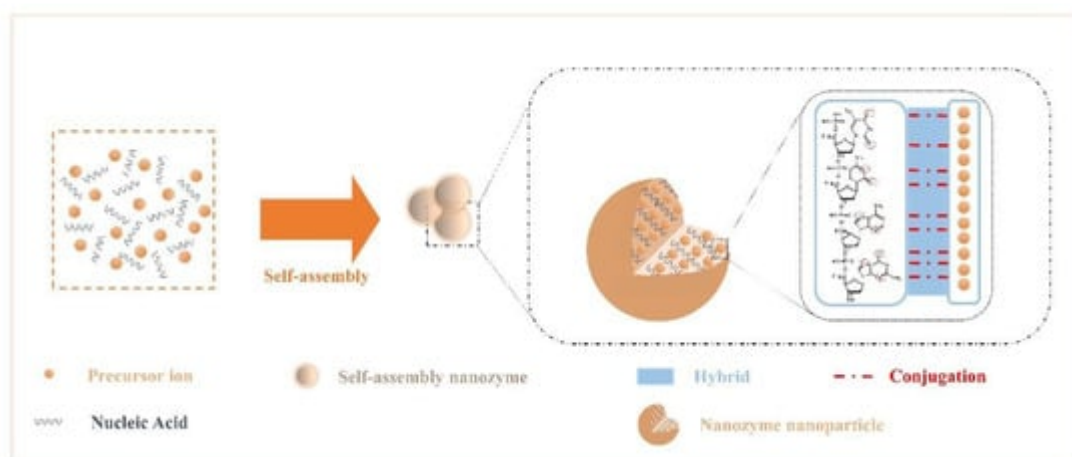 Self-assembly
Precursor ion
Self-assembly nanozyme
Hybrid
Conjugation
Nucleic Acid
Nanozyme nanoparticle